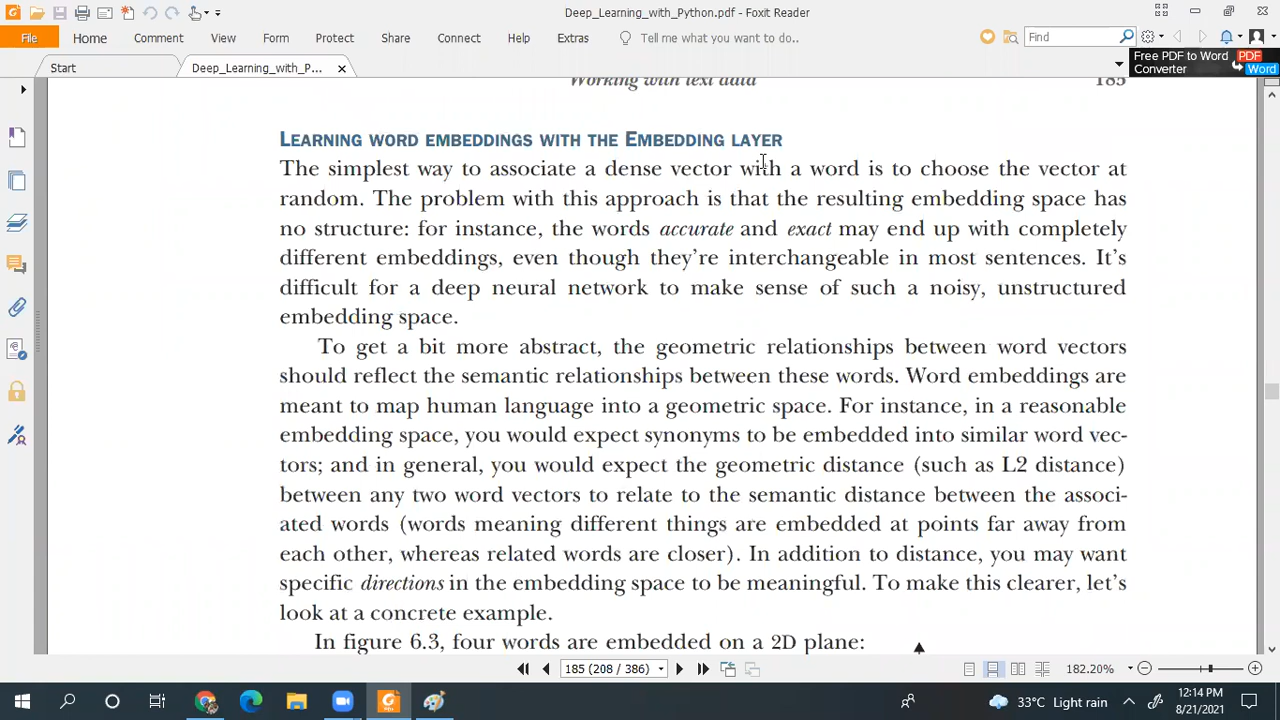 Deep_Learning_with_Python.pdf - Foxit Reader
File Home Comment View Form Protect Share Connect Help Extras Tell me what you want to do.. Find
Start Deep_Learning_with_P...
Free PDF to Word
Converter
PDF
Word
Working with text data 185
LEARNING WORD EMBEDDINGS WITH THE EMBEDDING LAYER
The simplest way to associate a dense vector with a word is to choose the vector at
random. The problem with this approach is that the resulting embedding space has
no structure: for instance, the words accurate and exact may end up with completely
different embeddings, even though they're interchangeable in most sentences. It's
difficult for a deep neural network to make sense of such a noisy, unstructured
embedding space.
To get a bit more abstract, the geometric relationships between word vectors
should reflect the semantic relationships between these words. Word embeddings are
meant to map human language into a geometric space. For instance, in a reasonable
embedding space, you would expect synonyms to be embedded into similar word vec-
tors; and in general, you would expect the geometric distance (such as L2 distance)
between any two word vectors to relate to the semantic distance between the associ-
ated words (words meaning different things are embedded at points far away from
each other, whereas related words are closer). In addition to distance, you may want
specific directions in the embedding space to be meaningful. To make this clearer, let's
look at a concrete example.
In figure 6.3, four words are embedded on a 2D plane:
185 (208 / 386) 182.20%
33°C Light rain
12:14 PM
8/21/2021